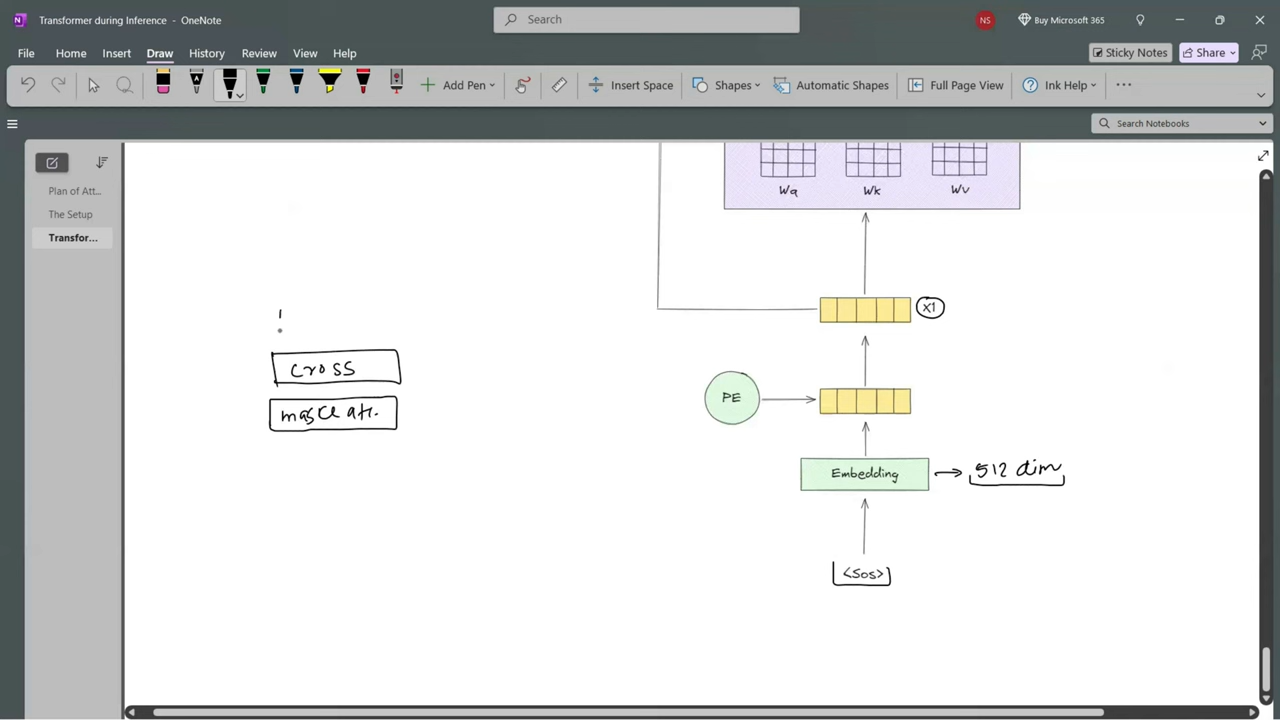 Transformer during Inference - OneNote
Search
NS
Buy Microsoft 365
File Home Insert Draw History Review View Help
Sticky Notes
Share
Add Pen
Insert Space
Shapes
Automatic Shapes
Full Page View
Ink Help
Search Notebooks
Plan of Att...
The Setup
Transfor...
Wq Wk Wv
X1
cross
PE
att.
Embedding
512 dim
<SOS>